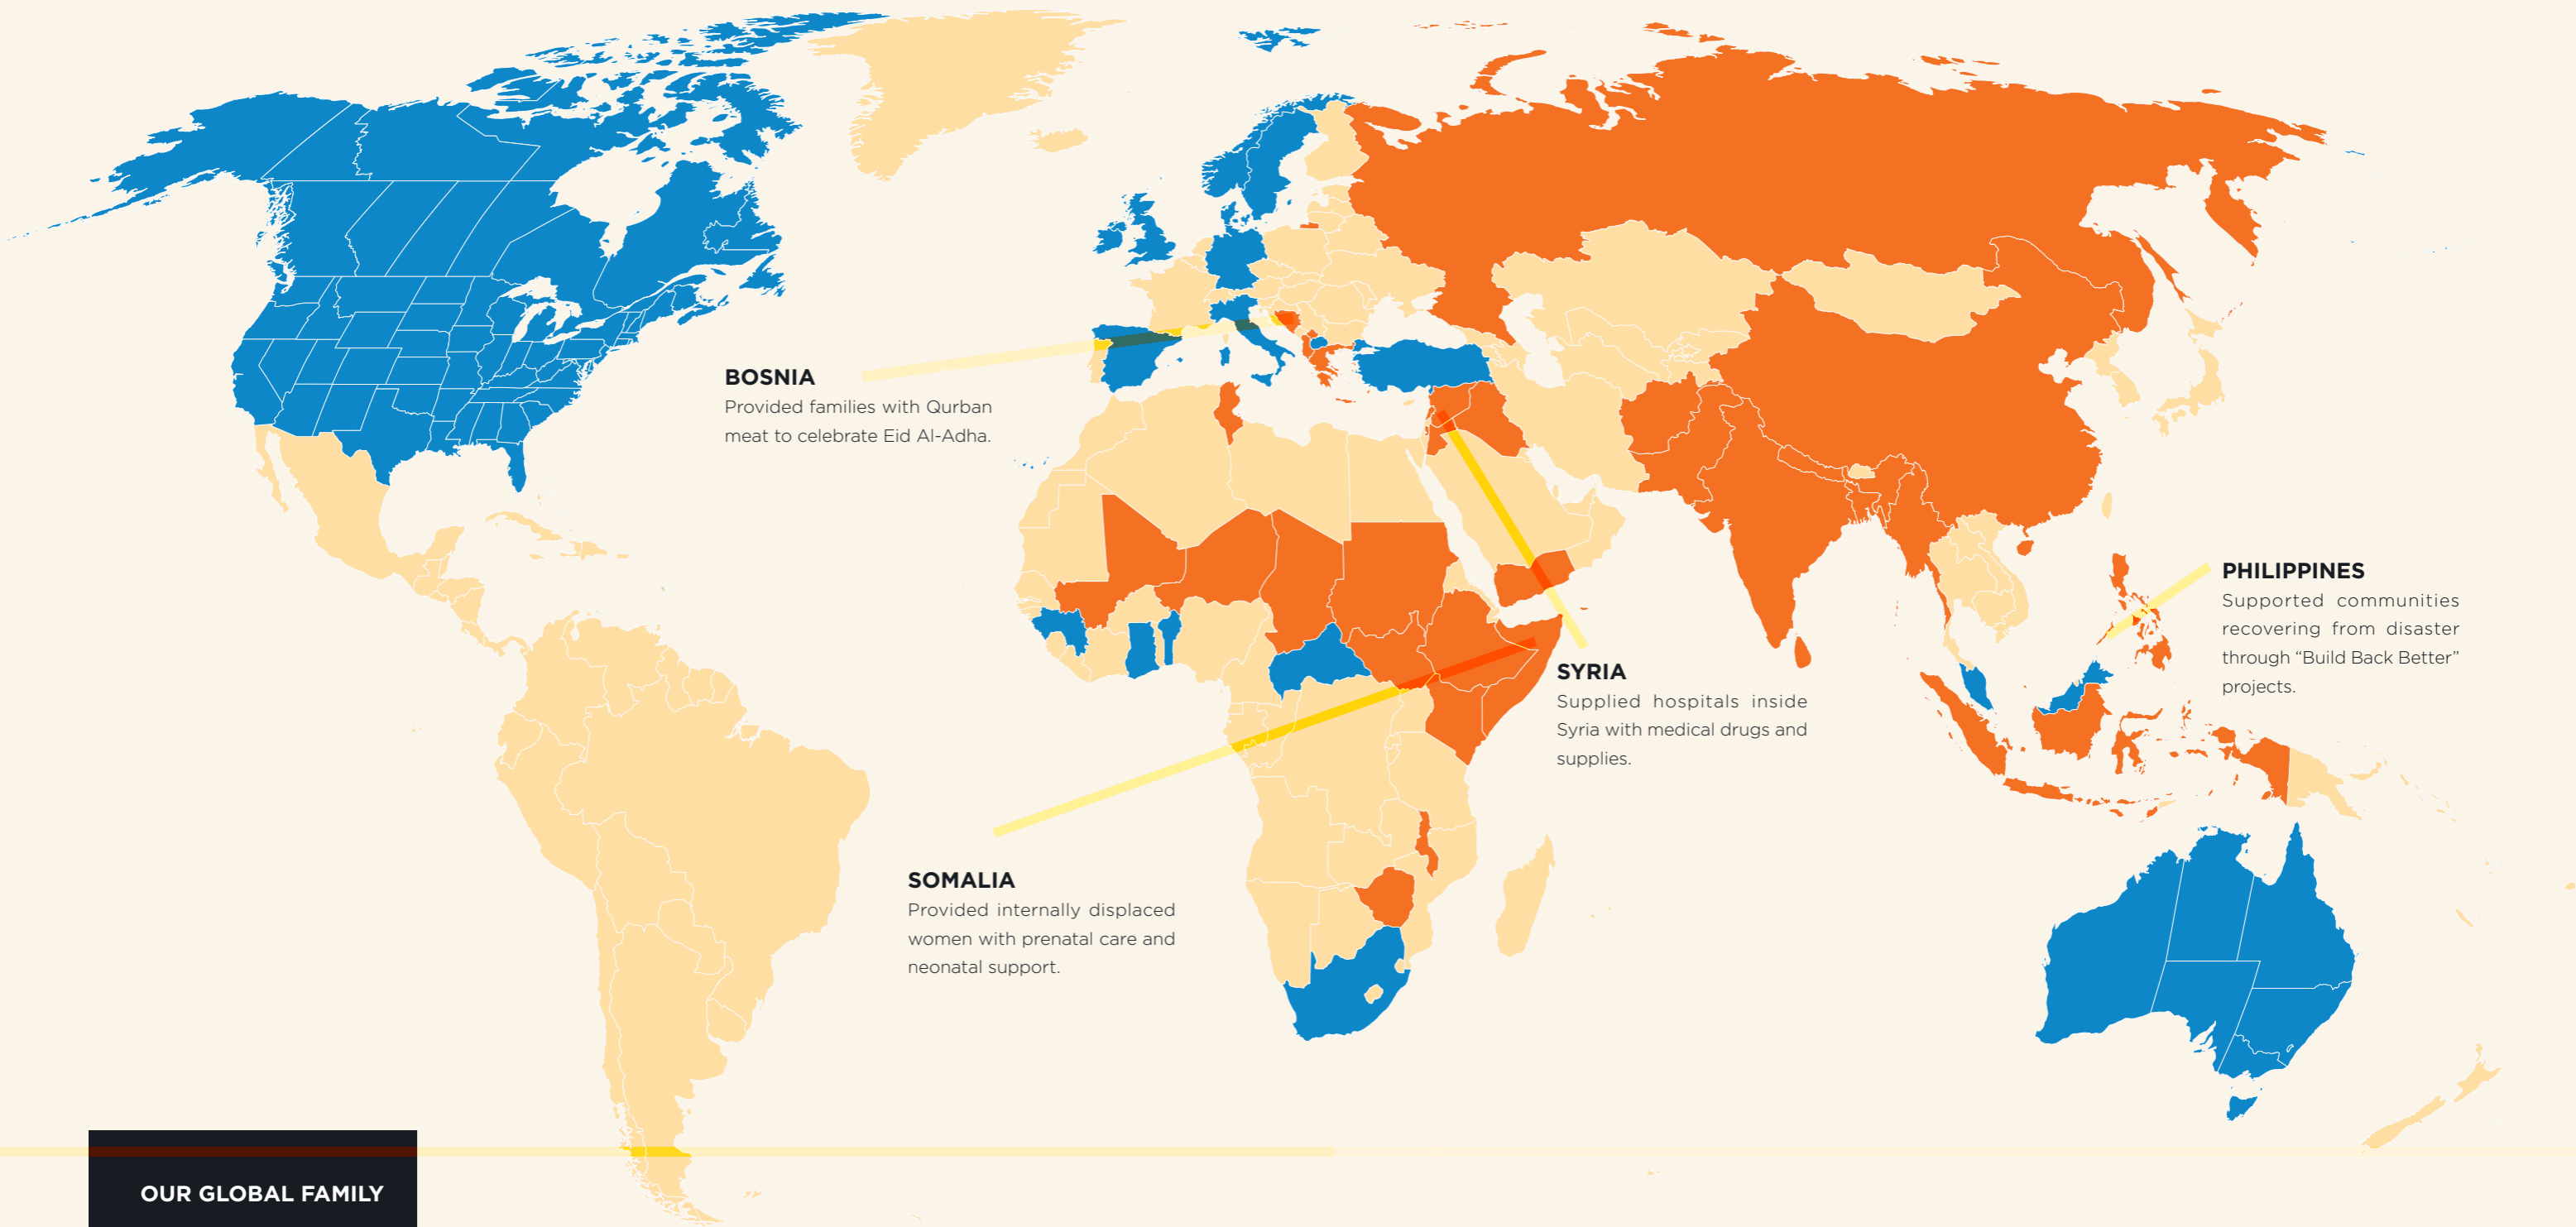 BOSNIA
Provided families with Qurban
meat to celebrate Eid Al-Adha.
PHILIPPINES
Supported communities
recovering from disaster
through “Build Back Better”
projects.
SYRIA
Supplied hospitals inside
Syria with medical drugs and
supplies.
SOMALIA
Provided internally displaced
women with prenatal care and
neonatal support.
OUR GLOBAL FAMILY